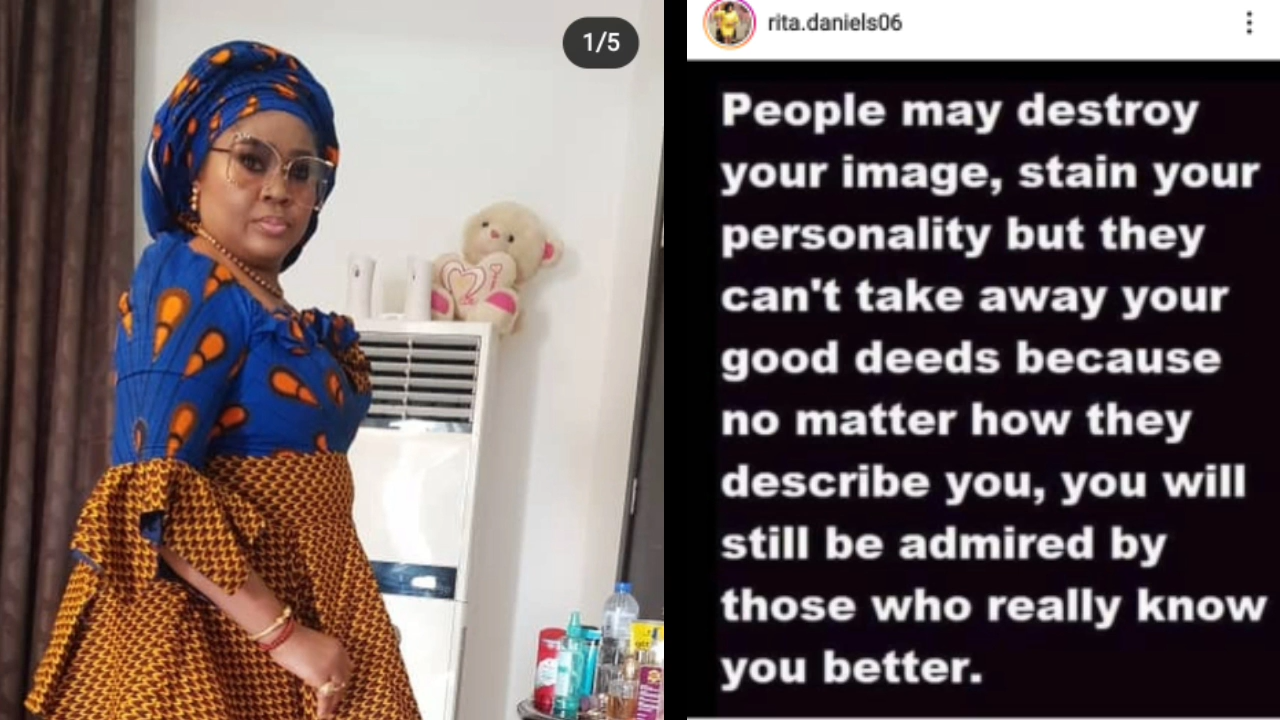 1/5
rita.daniels06
People may destroy
your image, stain your
personality but they
can't take away your
good deeds because
no matter how they
describe you, you will
still be admired by
those who really know
you better.